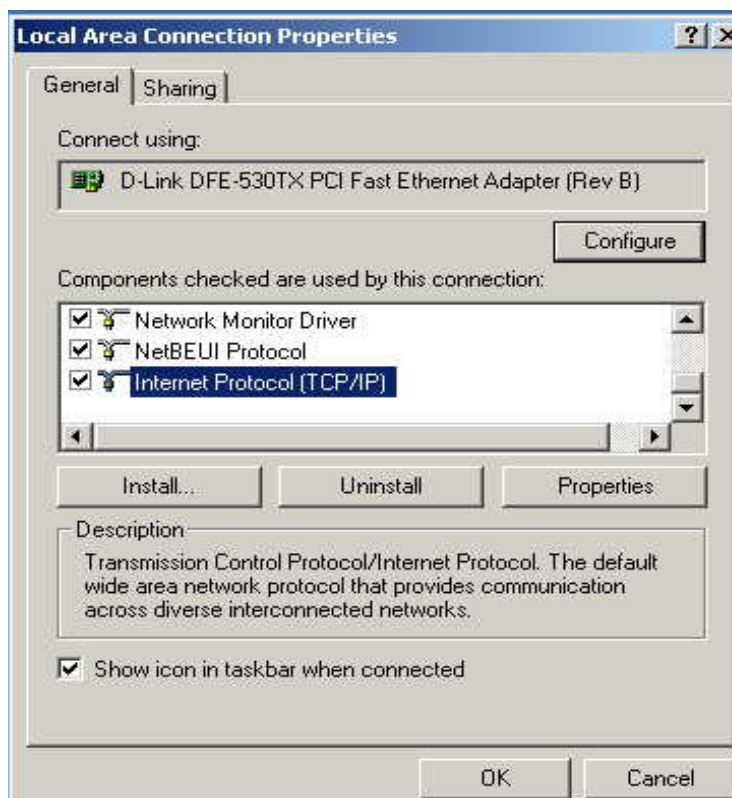 Local Area Connection Properties
General
Sharing
Connect using:
D-Link DFE-530TX PCI Fast Ethernet Adapter (Rev B)
Configure
Components checked are used by this connection:
Network Monitor Driver
NetBEUI Protocol
Internet Protocol (TCP/IP)
Install...
Uninstall
Properties
Description
Transmission Control Protocol/Internet Protocol. The default
wide area network protocol that provides communication
across diverse interconnected networks.
Show icon in taskbar when connected
OK
Cancel